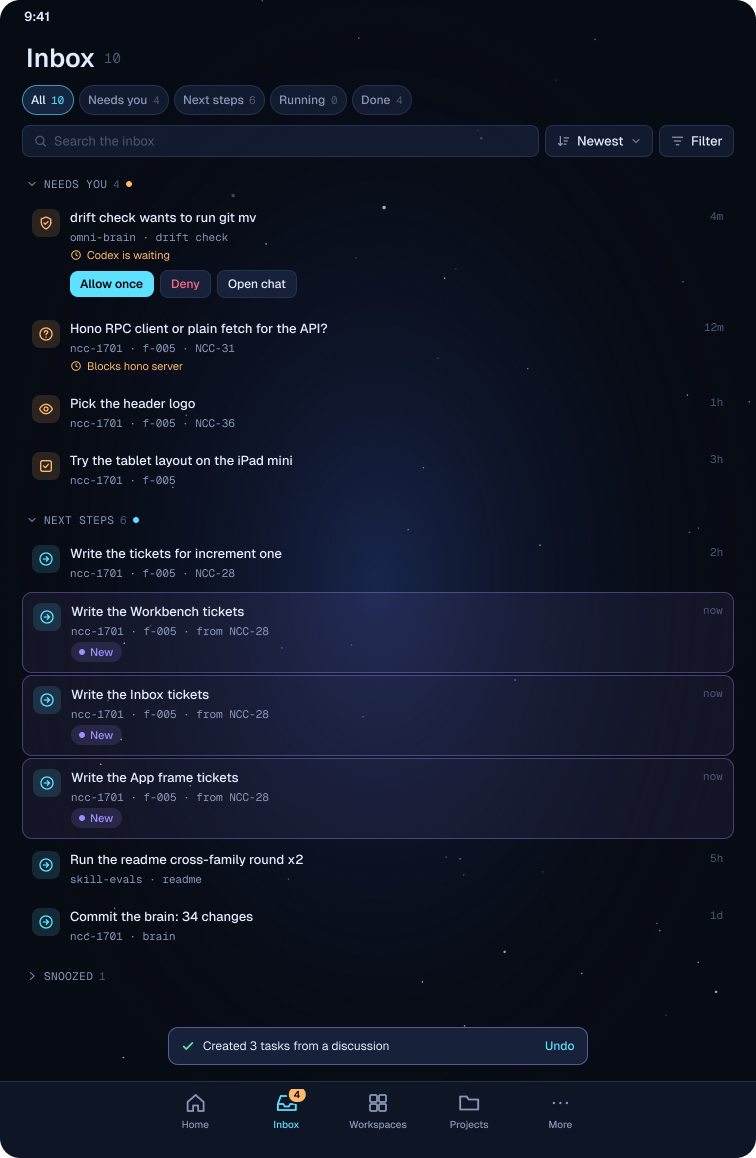 9:41
Inbox 10
All 10 Needs you 4 Next steps 6 Running 0 Done 4
Search the inbox Newest Filter
NEEDS YOU 4
drift check wants to run git mv 4m
omni-brain · drift check
Codex is waiting
Allow once Deny Open chat
Hono RPC client or plain fetch for the API? 12m
ncc-1701 · f-005 · NCC-31
Blocks hono server
Pick the header logo 1h
ncc-1701 · f-005 · NCC-36
Try the tablet layout on the iPad mini 3h
ncc-1701 · f-005
NEXT STEPS 6
Write the tickets for increment one 2h
ncc-1701 · f-005 · NCC-28
Write the Workbench tickets now
ncc-1701 · f-005 · from NCC-28
New
Write the Inbox tickets now
ncc-1701 · f-005 · from NCC-28
New
Write the App frame tickets now
ncc-1701 · f-005 · from NCC-28
New
Run the readme cross-family round x2 5h
skill-evals · readme
Commit the brain: 34 changes 1d
ncc-1701 · brain
SNOOZED 1
Created 3 tasks from a discussion Undo
4
Home Inbox Workspaces Projects More